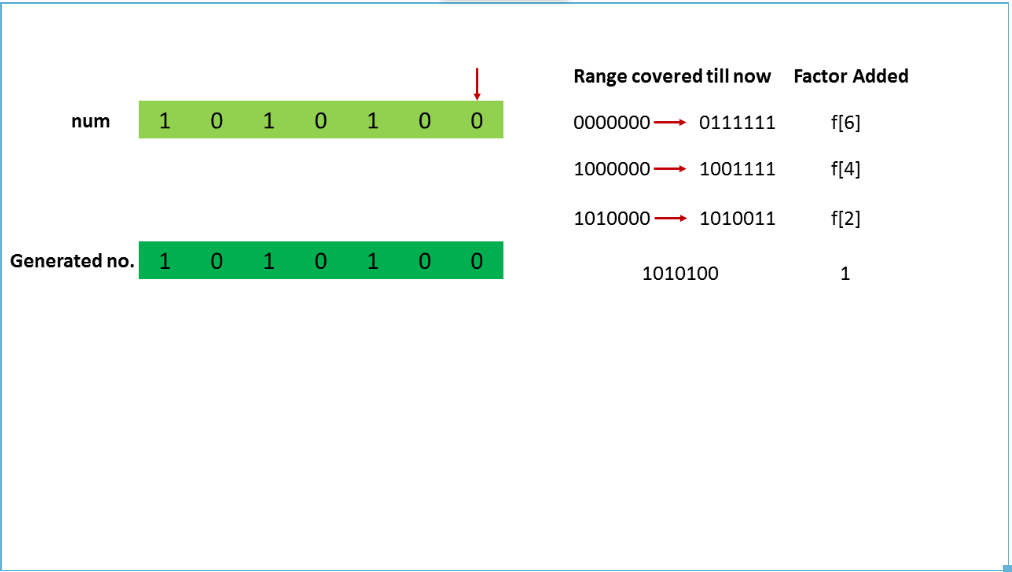 Range covered till now Factor Added
num 1 0 1 0 1 0 0
0000000 0111111 f[6]
1000000 1001111 f[4]
1010000 1010011 f[2]
Generated no. 1 0 1 0 1 0 0
1010100 1